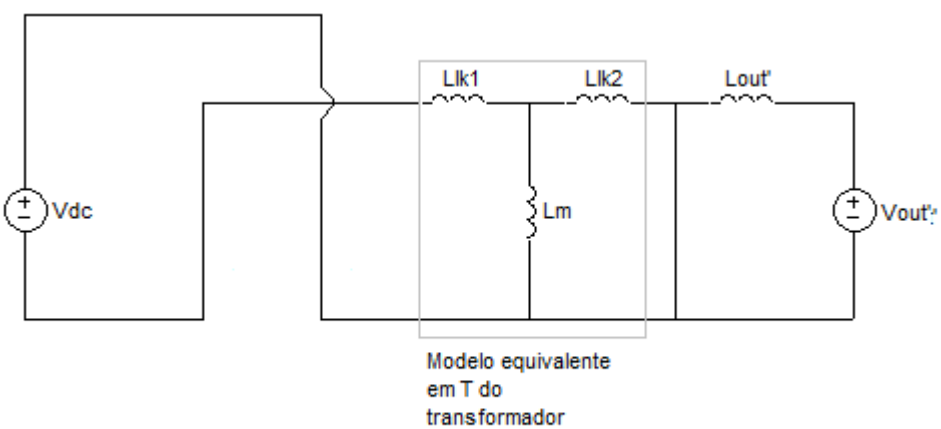 Llk1
Llk2
Lout'
Vdc
Lm
Vout'
Modelo equivalente
em T do
transformador